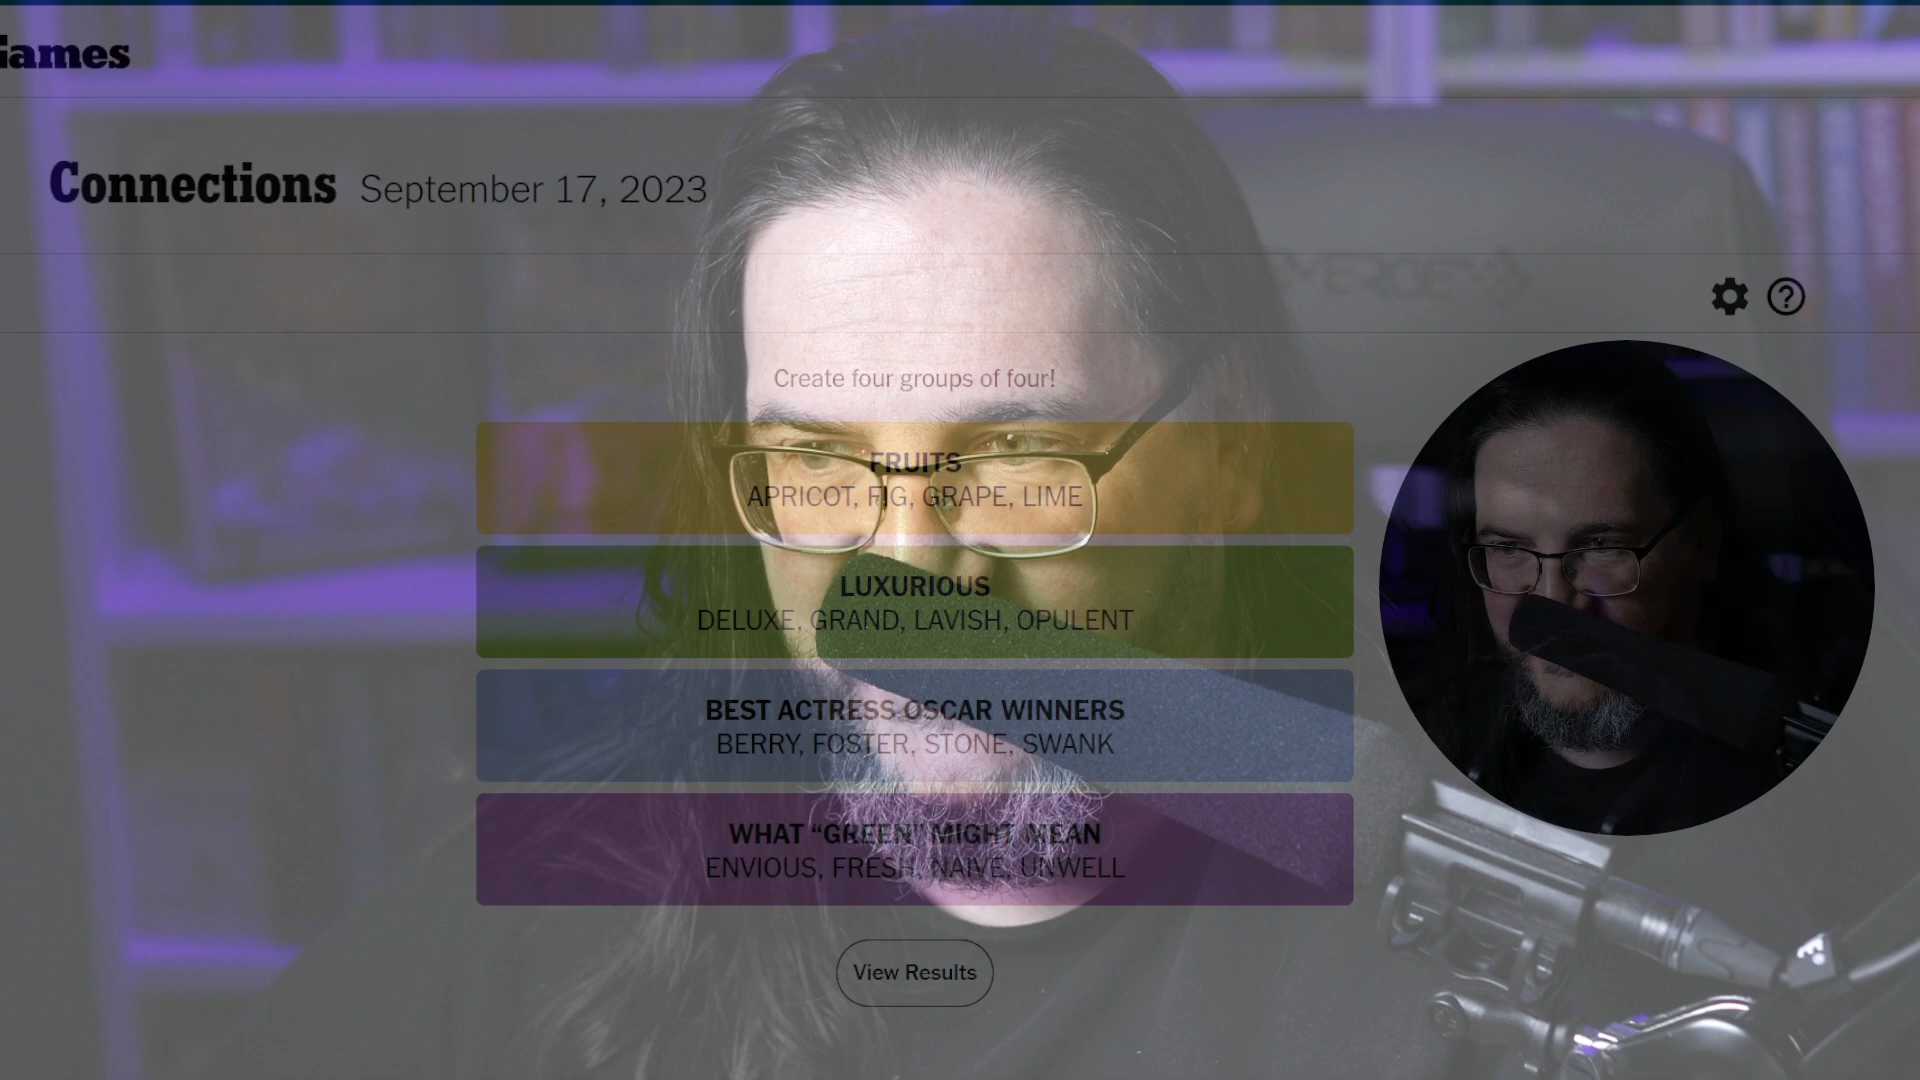 Games
Connections September 17, 2023
Create four groups of four!
FRUITS
APRICOT, FIG, GRAPE, LIME
LUXURIOUS
DELUXE, GRAND, LAVISH, OPULENT
BEST ACTRESS OSCAR WINNERS
BERRY, FOSTER, STONE, SWANK
WHAT “GREEN” MIGHT MEAN
ENVIOUS, FRESH, NAIVE, UNWELL
View Results